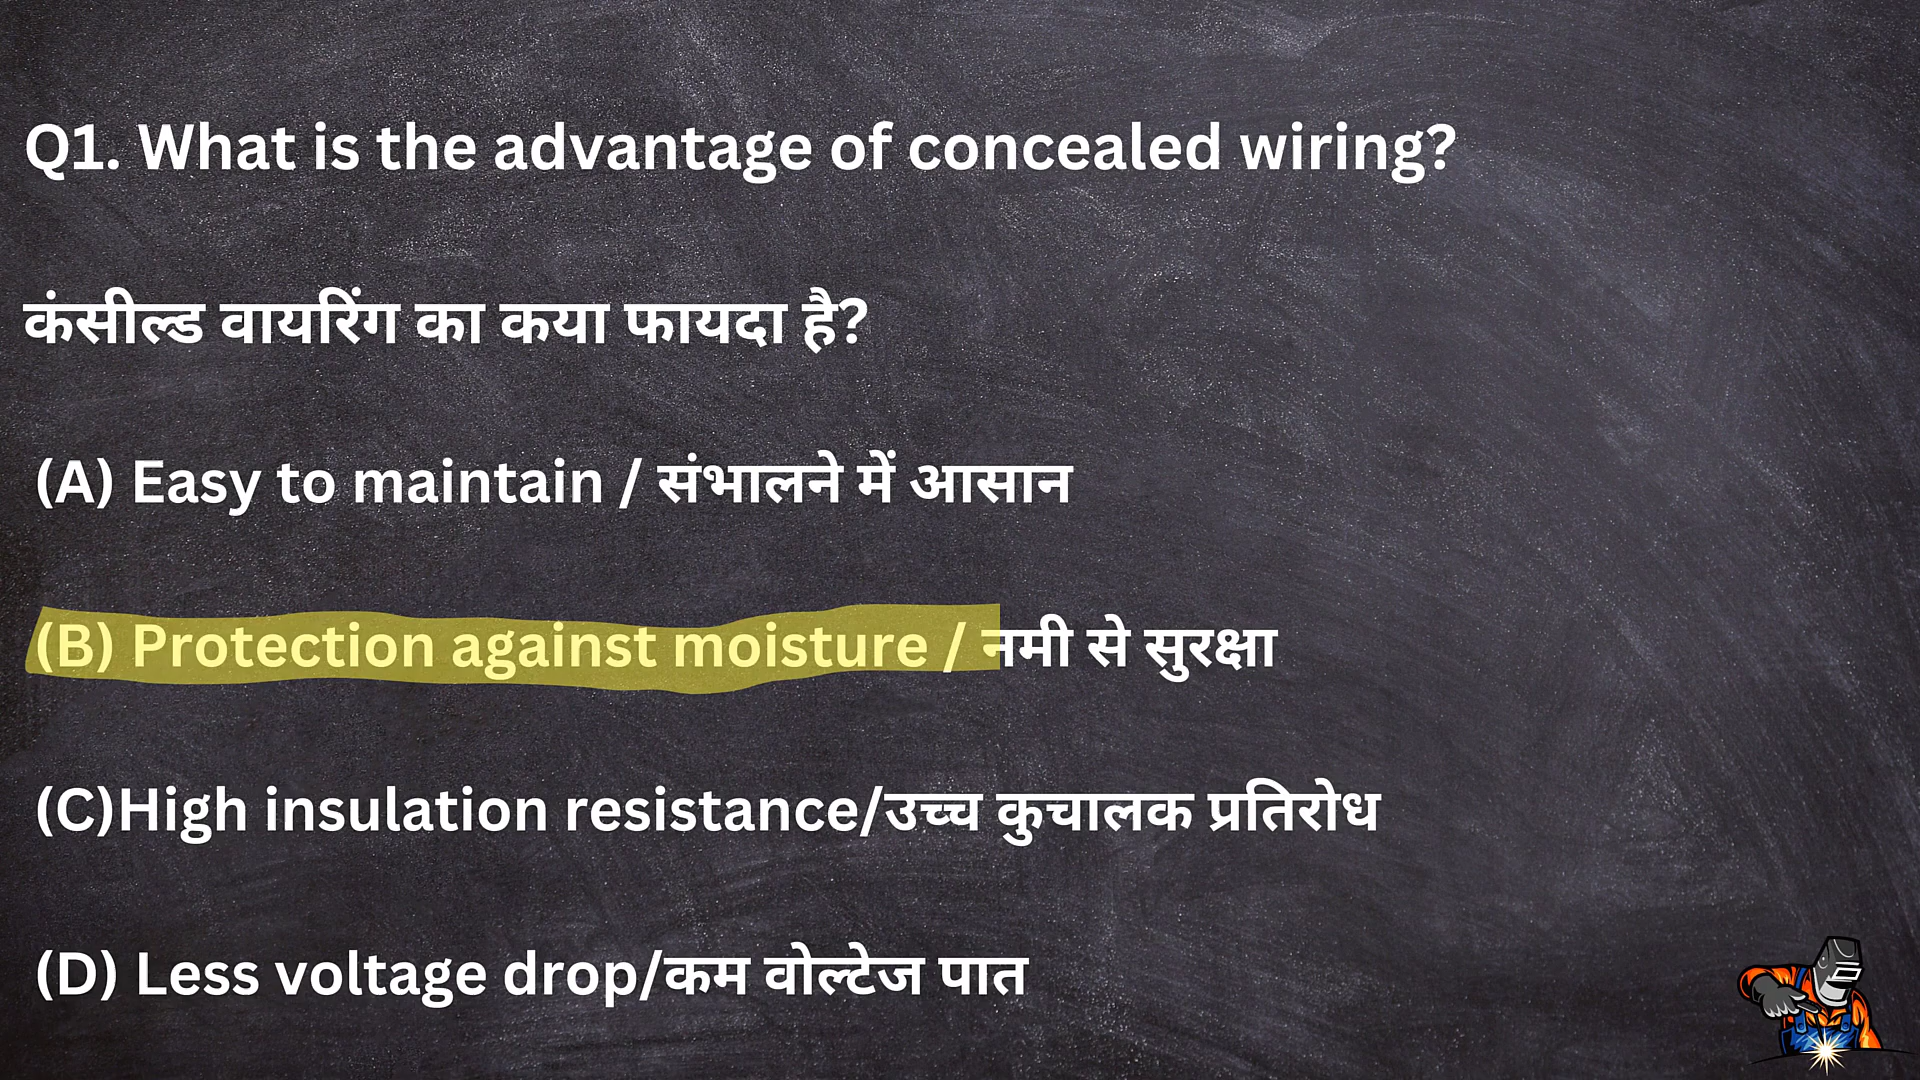 Q1. What is the advantage of concealed wiring?
कंसील्ड वायरिंग का कया फायदा है?
(A) Easy to maintain / संभालने में आसान
(B) Protection against moisture / नमी से सुरक्षा
(C)High insulation resistance/उच्च कुचालक प्रतिरोध
(D) Less voltage drop/कम वोल्टेज पात